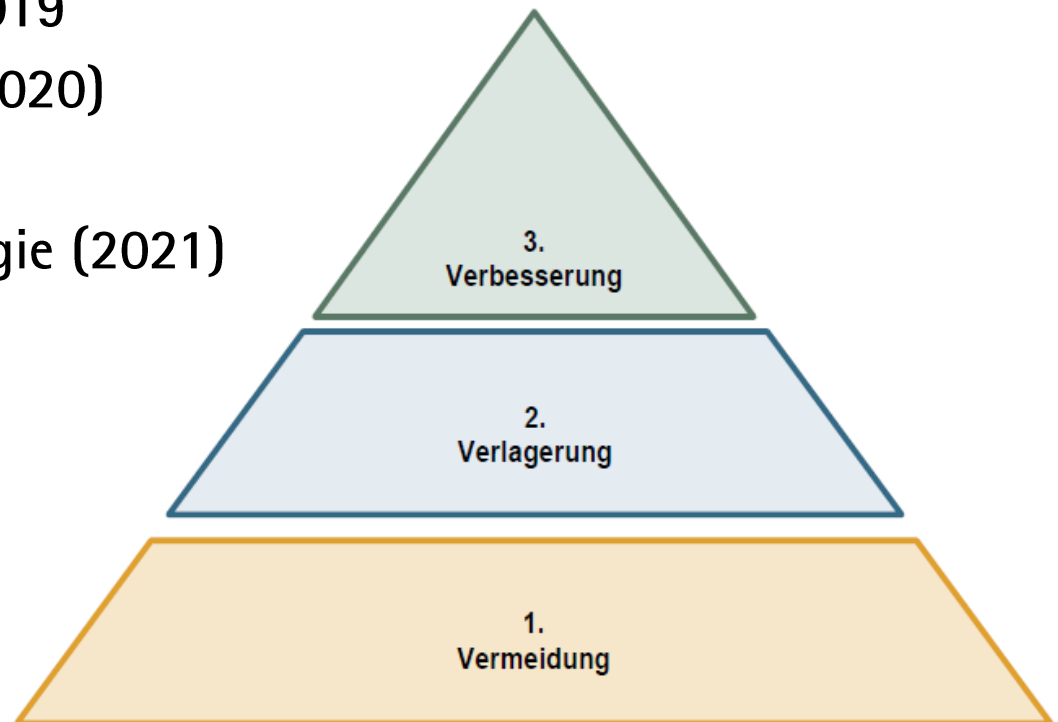 019
020)
gie (2021)
3.
Verbesserung
2.
Verlagerung
1.
Vermeidung